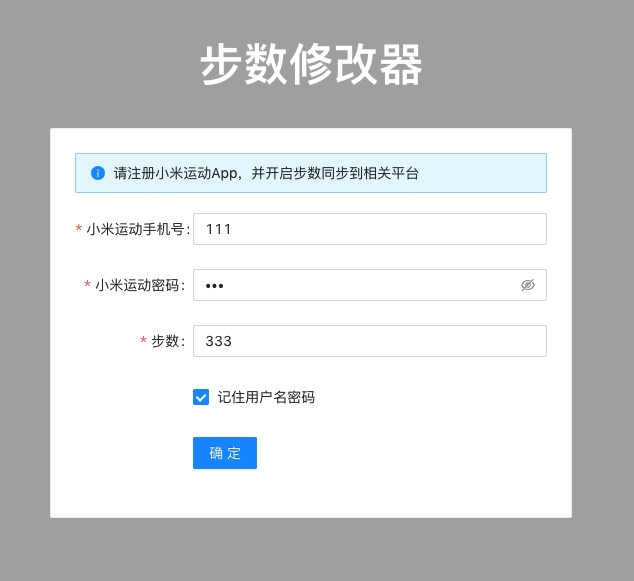 步数修改器
请注册小米运动App，并开启步数同步到相关平台
* 小米运动手机号: 111
* 小米运动密码: •••
* 步数: 333
记住用户名密码
确 定